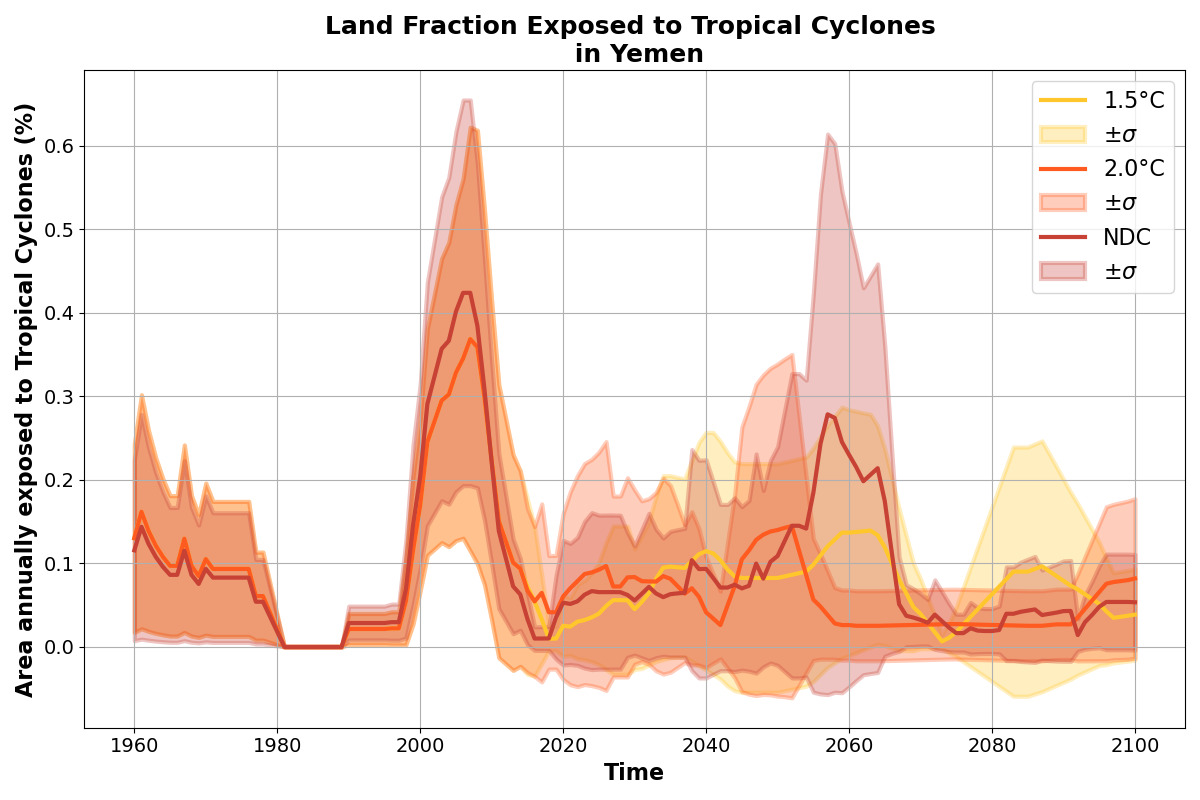 Land Fraction Exposed to Tropical Cyclones
in Yemen
Area annually exposed to Tropical Cyclones (%)
0.6
0.5
0.4
0.3
0.2
0.1
0.0
1960 1980 2000 2020 2040 2060 2080 2100
Time
1.5°C
±σ
2.0°C
±σ
NDC
±σ